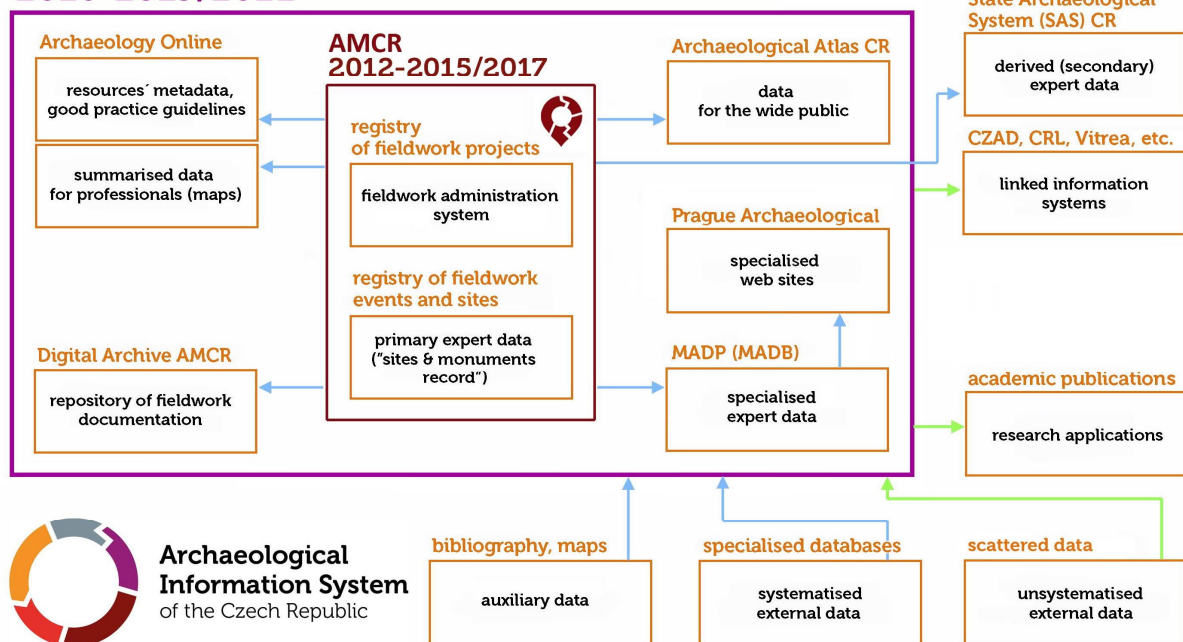 Archaeology Online
resources´ metadata,
good practice guidelines
summarised data
for professionals (maps)
Digital Archive AMCR
repository of fieldwork
documentation
AMCR
2012-2015/2017
registry
of fieldwork projects
fieldwork administration
system
registry of fieldwork
events and sites
primary expert data
("sites & monuments
record")
Archaeological Atlas CR
data
for the wide public
Prague Archaeological
specialised
web sites
MADP (MADB)
specialised
expert data
State Archaeological
System (SAS) CR
derived (secondary)
expert data
CZAD, CRL, Vitrea, etc.
linked information
systems
academic publications
research applications
bibliography, maps
auxiliary data
specialised databases
systematised
external data
scattered data
unsystematised
external data
Archaeological
Information System
of the Czech Republic